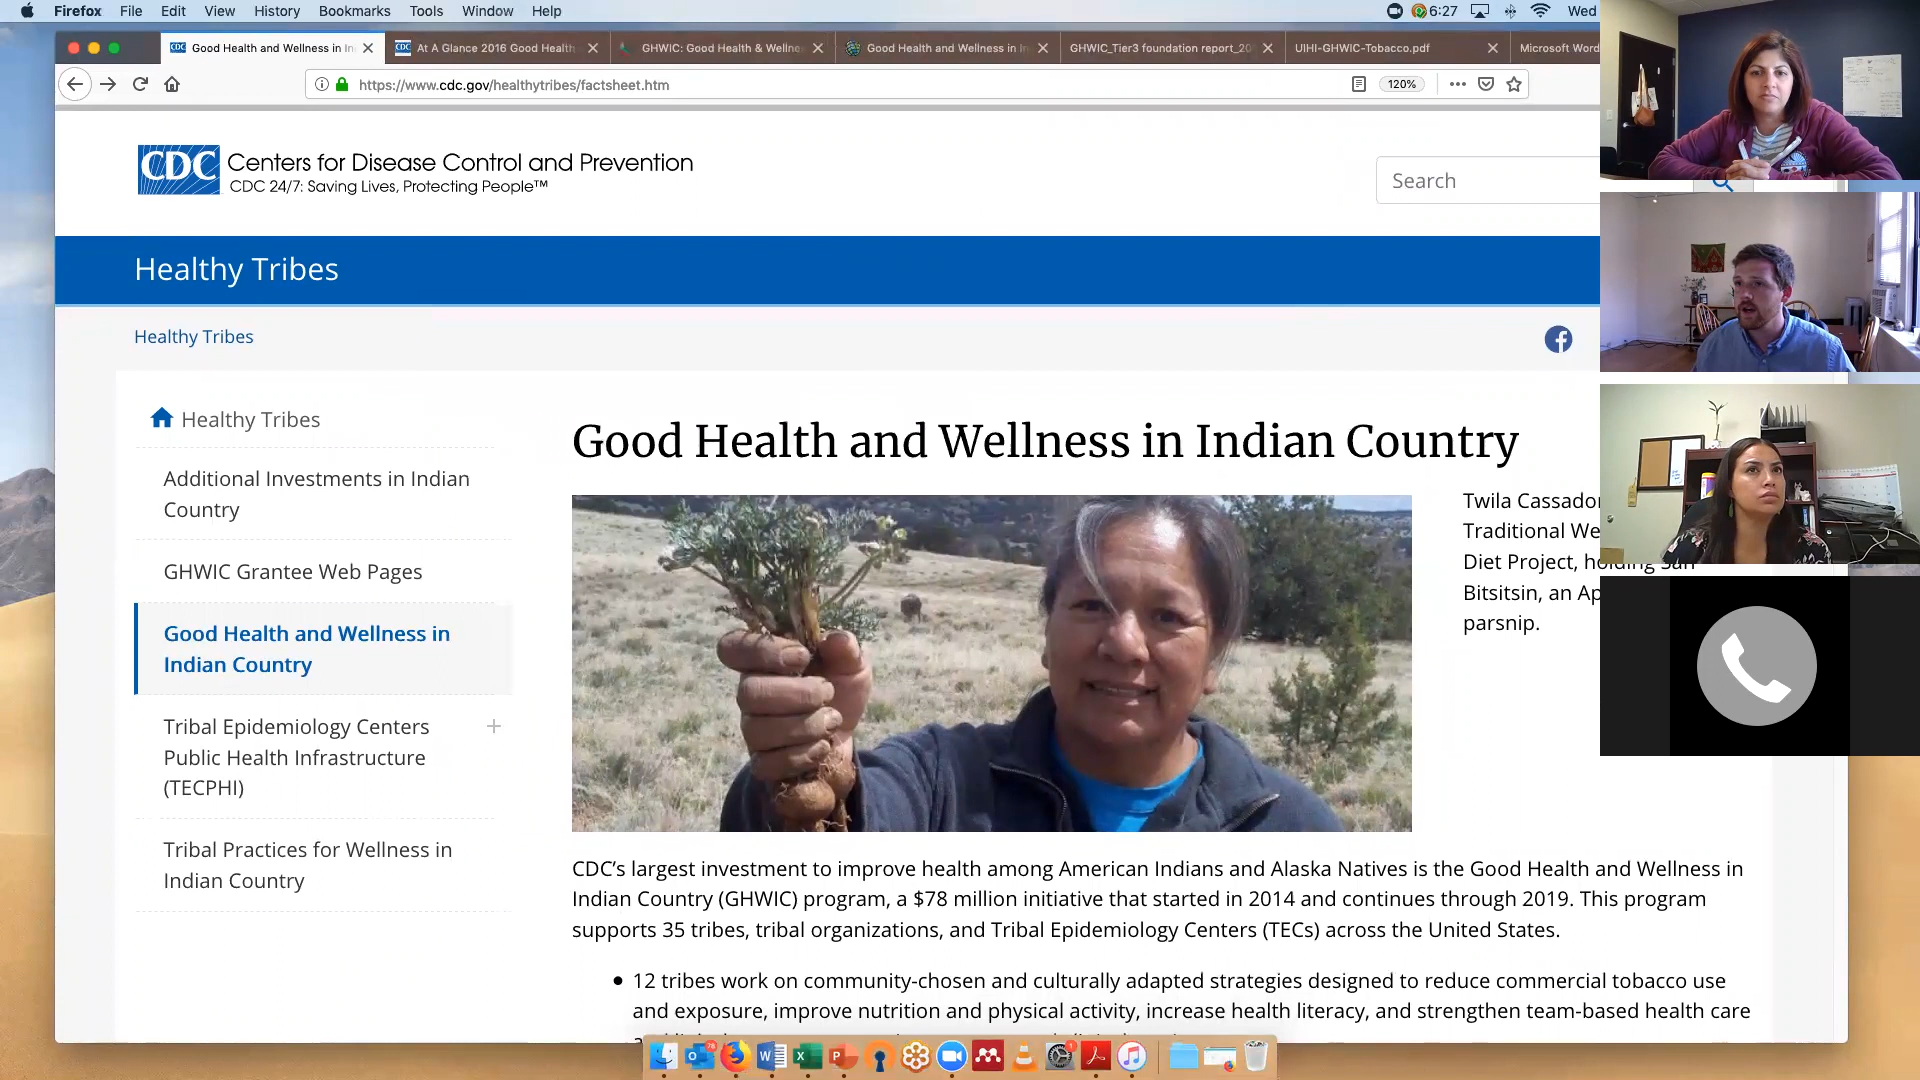 Firefox File Edit View History Bookmarks Tools Window Help 6:27 Wed
Good Health and Wellness in In
At A Glance 2016 Good Health
GHWIC: Good Health & Wellne
Good Health and Wellness in In
GHWIC_Tier3 foundation report_20
UIHI-GHWIC-Tobacco.pdf
Microsoft Word
https://www.cdc.gov/healthytribes/factsheet.htm
120%
CDC Centers for Disease Control and Prevention
CDC 24/7: Saving Lives, Protecting People™
Search
Healthy Tribes
Healthy Tribes
Healthy Tribes
Additional Investments in Indian
Country
GHWIC Grantee Web Pages
Good Health and Wellness in
Indian Country
Tribal Epidemiology Centers
Public Health Infrastructure
(TECPHI)
Tribal Practices for Wellness in
Indian Country
Good Health and Wellness in Indian Country
Twila Cassador
Traditional We
Diet Project, holding San
Bitsitsin, an Ap
parsnip.
CDC's largest investment to improve health among American Indians and Alaska Natives is the Good Health and Wellness in
Indian Country (GHWIC) program, a $78 million initiative that started in 2014 and continues through 2019. This program
supports 35 tribes, tribal organizations, and Tribal Epidemiology Centers (TECs) across the United States.
• 12 tribes work on community-chosen and culturally adapted strategies designed to reduce commercial tobacco use
and exposure, improve nutrition and physical activity, increase health literacy, and strengthen team-based health care